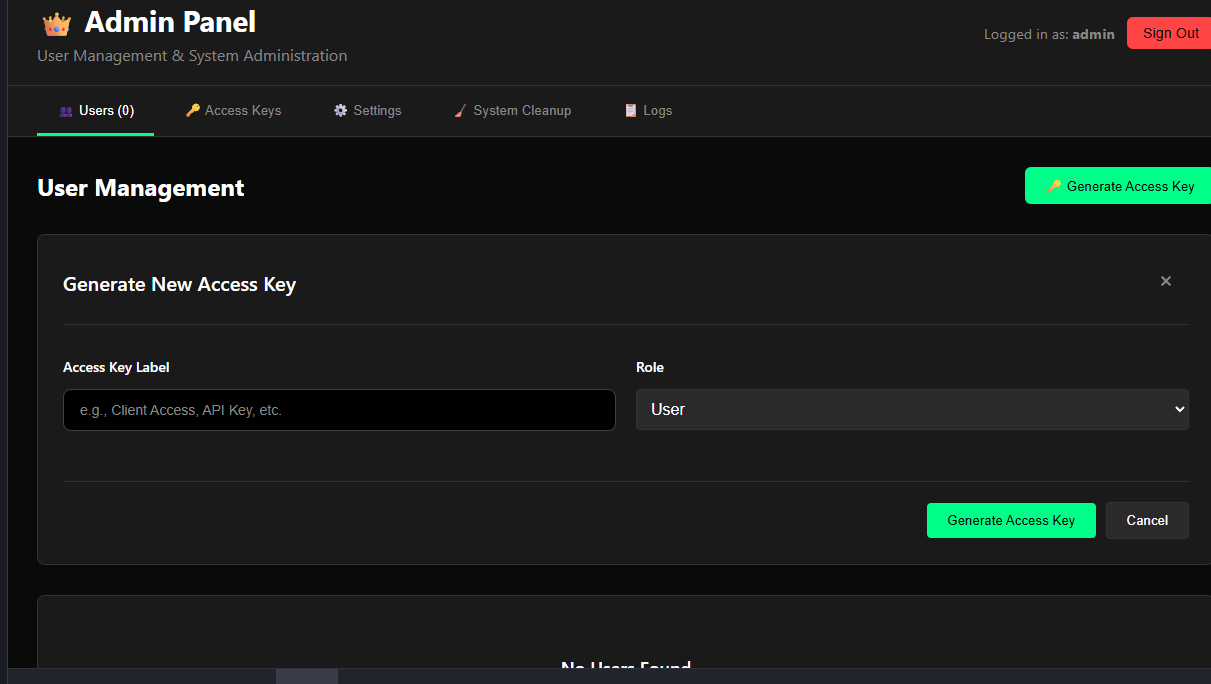 Admin Panel
User Management & System Administration
Logged in as: admin
Sign Out
Users (0)
Access Keys
Settings
System Cleanup
Logs
User Management
Generate Access Key
Generate New Access Key
×
Access Key Label
Role
e.g., Client Access, API Key, etc.
User
Generate Access Key
Cancel
No Users Found